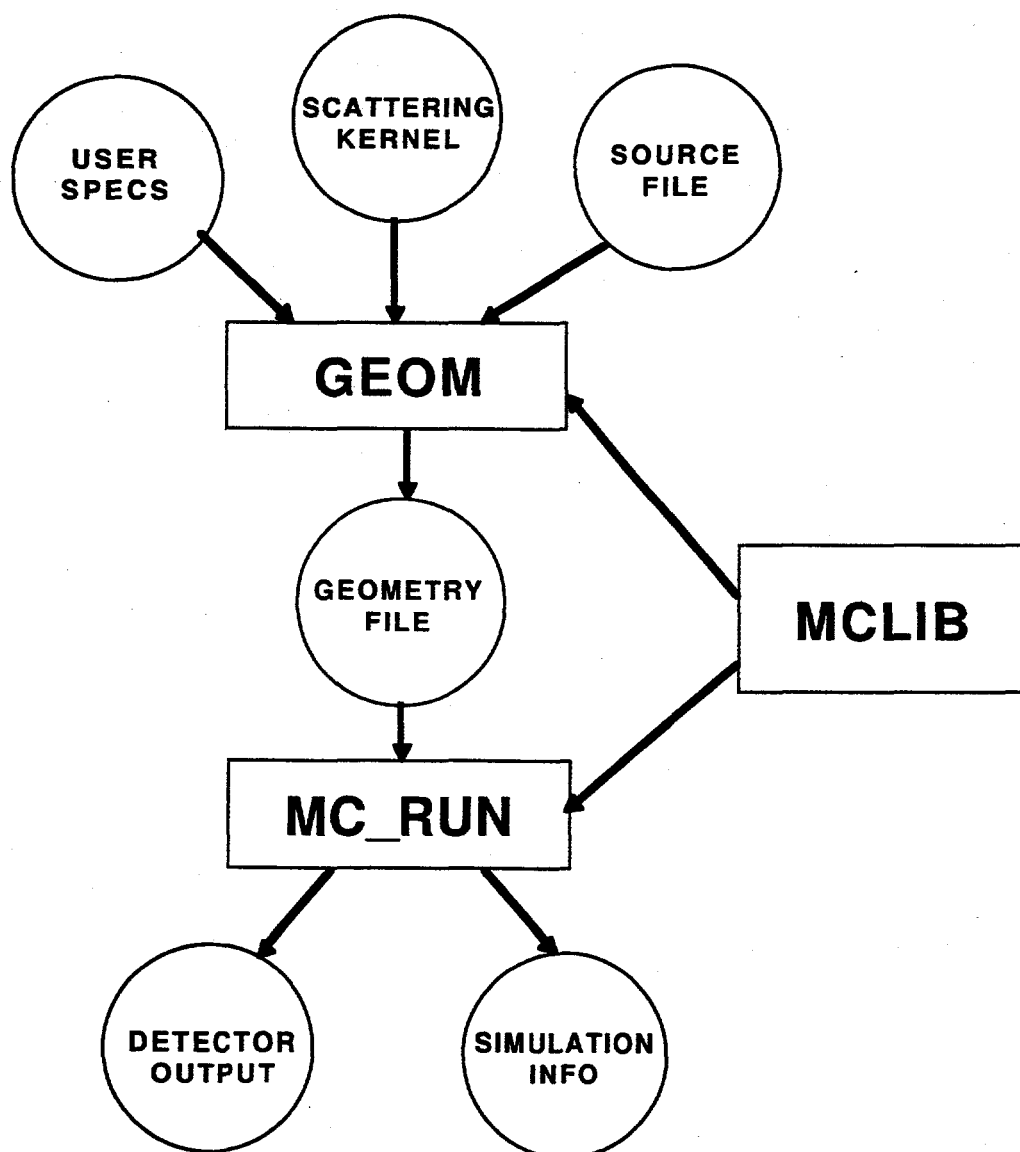 USER
SPECS
SCATTERING
KERNEL
SOURCE
FILE
GEOM
GEOMETRY
FILE
MCLIB
MC_RUN
DETECTOR
OUTPUT
SIMULATION
INFO